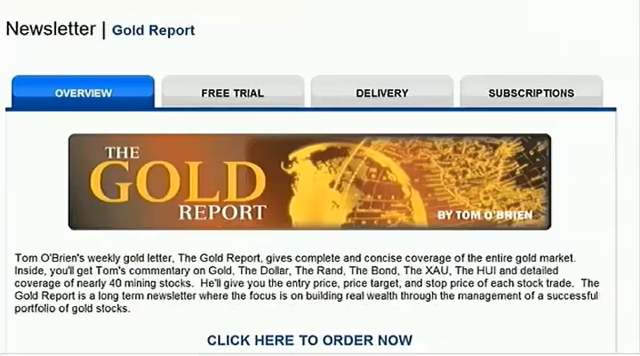 Newsletter | Gold Report
OVERVIEW FREE TRIAL DELIVERY SUBSCRIPTIONS
THE
GOLD
REPORT
BY TOM O'BRIEN
Tom O'Brien's weekly gold letter, The Gold Report, gives complete and concise coverage of the entire gold market.
Inside, you'll get Tom's commentary on Gold, The Dollar, The Rand, The Bond, The XAU, The HUI and detailed
coverage of nearly 40 mining stocks. He'll give you the entry price, price target, and stop price of each stock trade. The
Gold Report is a long term newsletter where the focus is on building real wealth through the management of a successful
portfolio of gold stocks.
CLICK HERE TO ORDER NOW